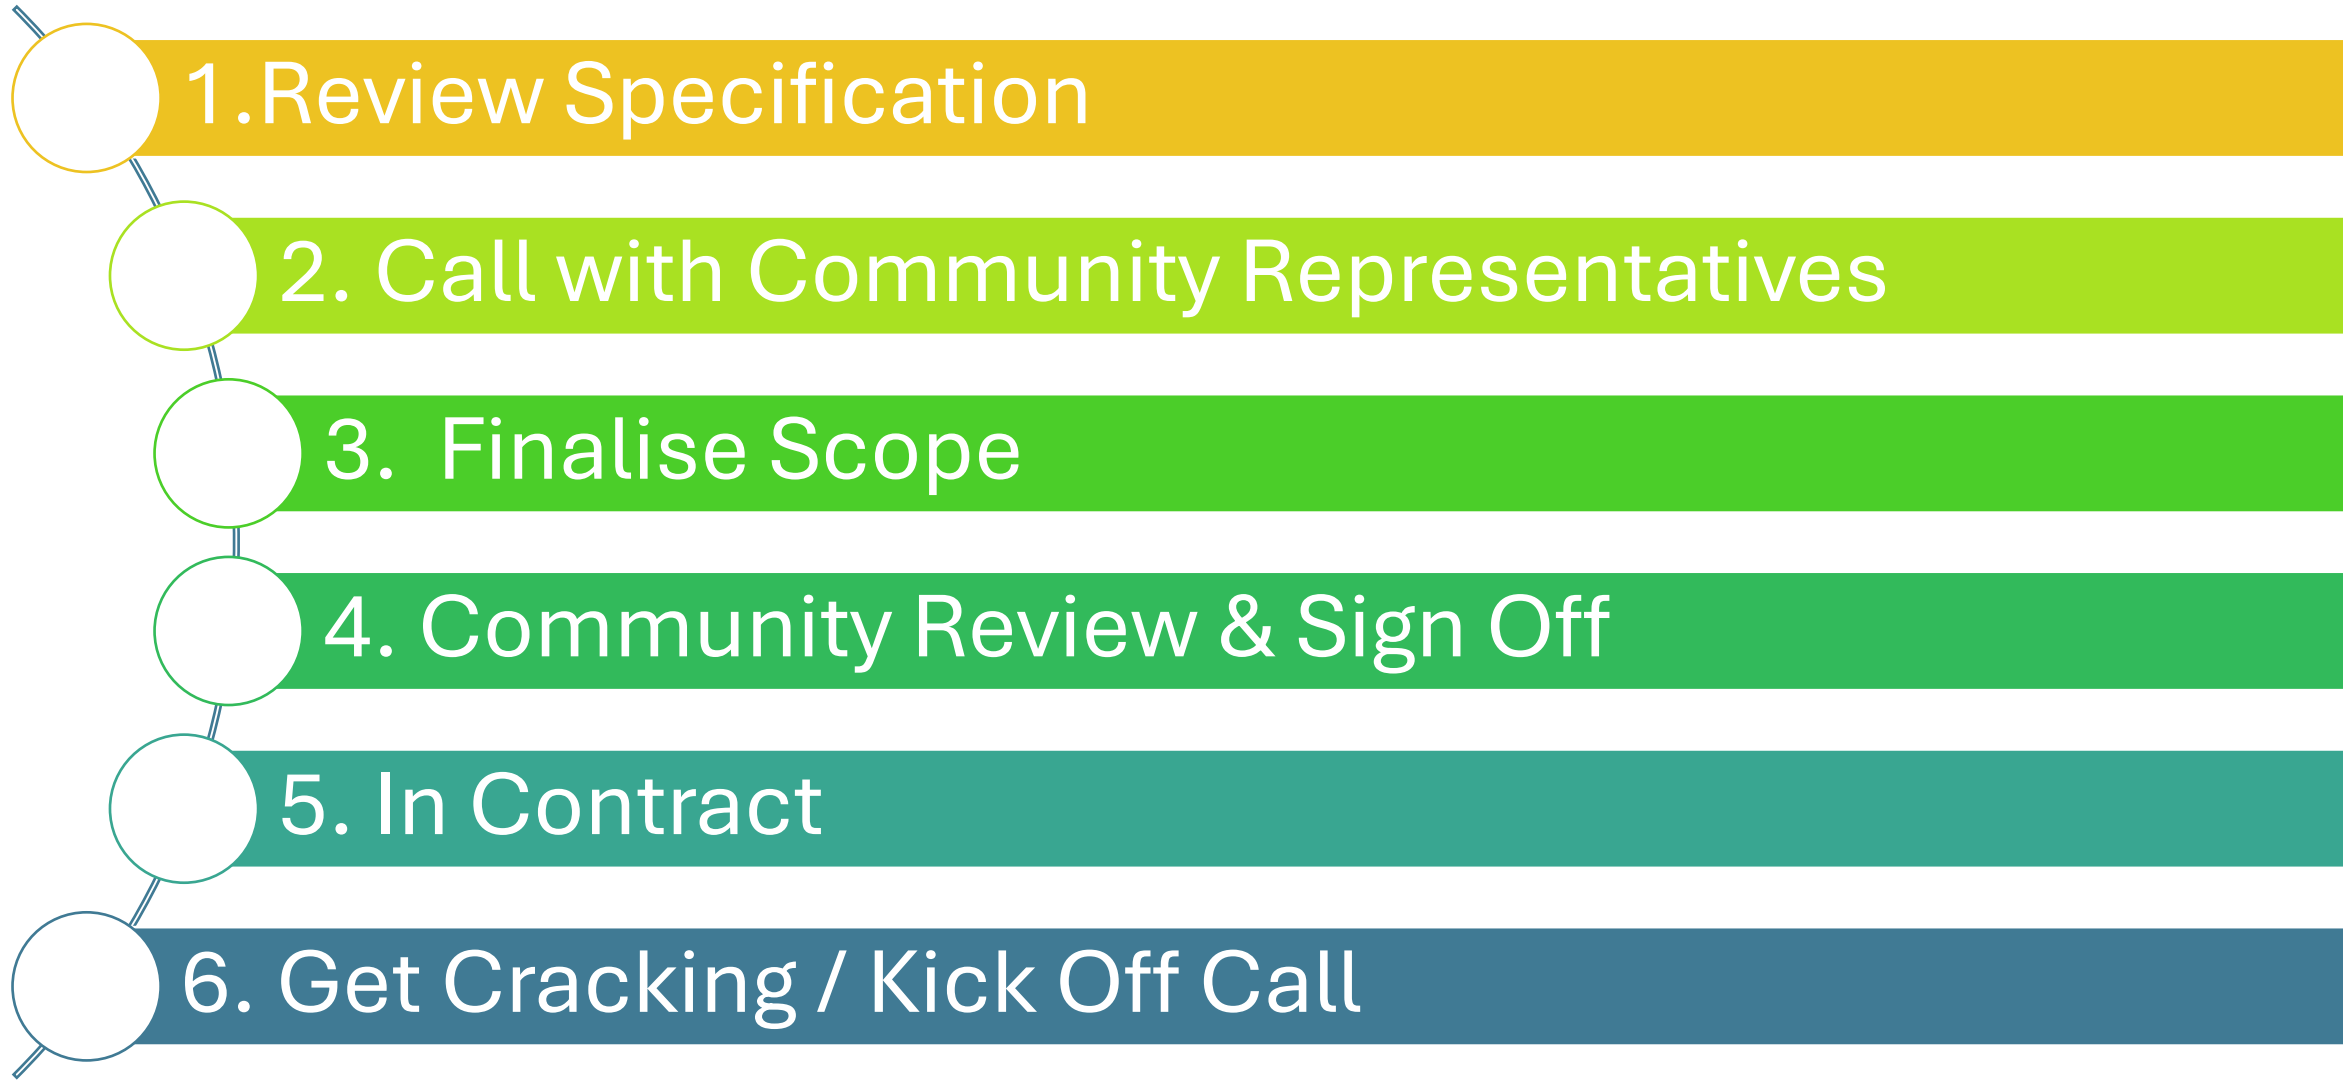 1.Review Specification
2. Call with Community Representatives
3.  Finalise Scope
4. Community Review & Sign Off
5. In Contract
6. Get Cracking / Kick Off Call